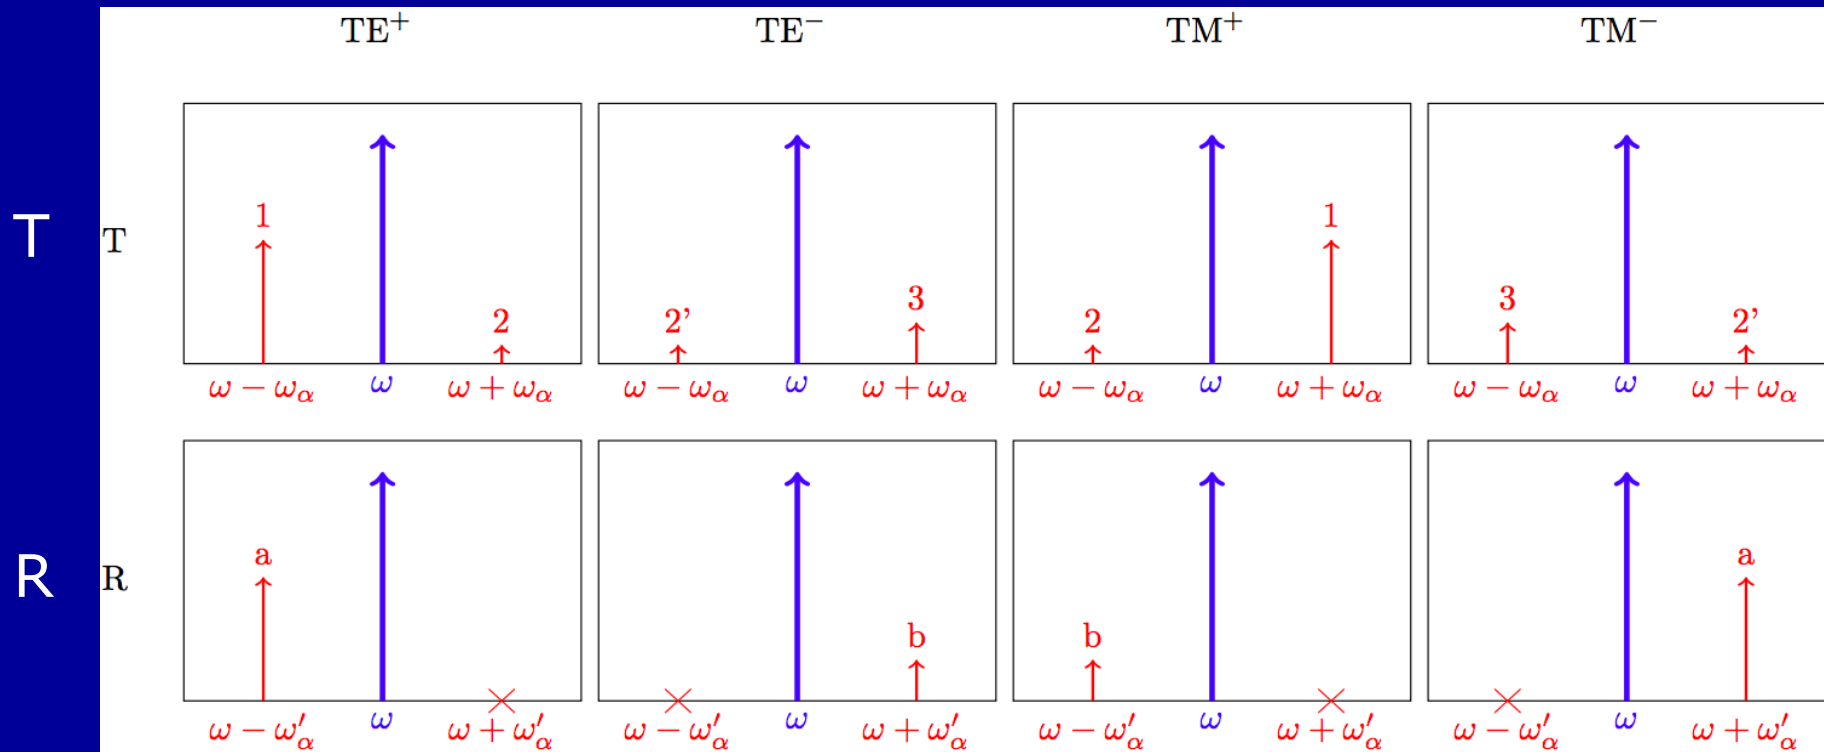 TE⁺ TE⁻ TM⁺ TM⁻
T T
1 2 2’ 3 2 1 3 2’
ω − ωα ω ω + ωα ω − ωα ω ω + ωα ω − ωα ω ω + ωα ω − ωα ω ω + ωα
R R
a b b a
ω − ω′α ω ω + ω′α ω − ω′α ω ω + ω′α ω − ω′α ω ω + ω′α ω − ω′α ω ω + ω′α